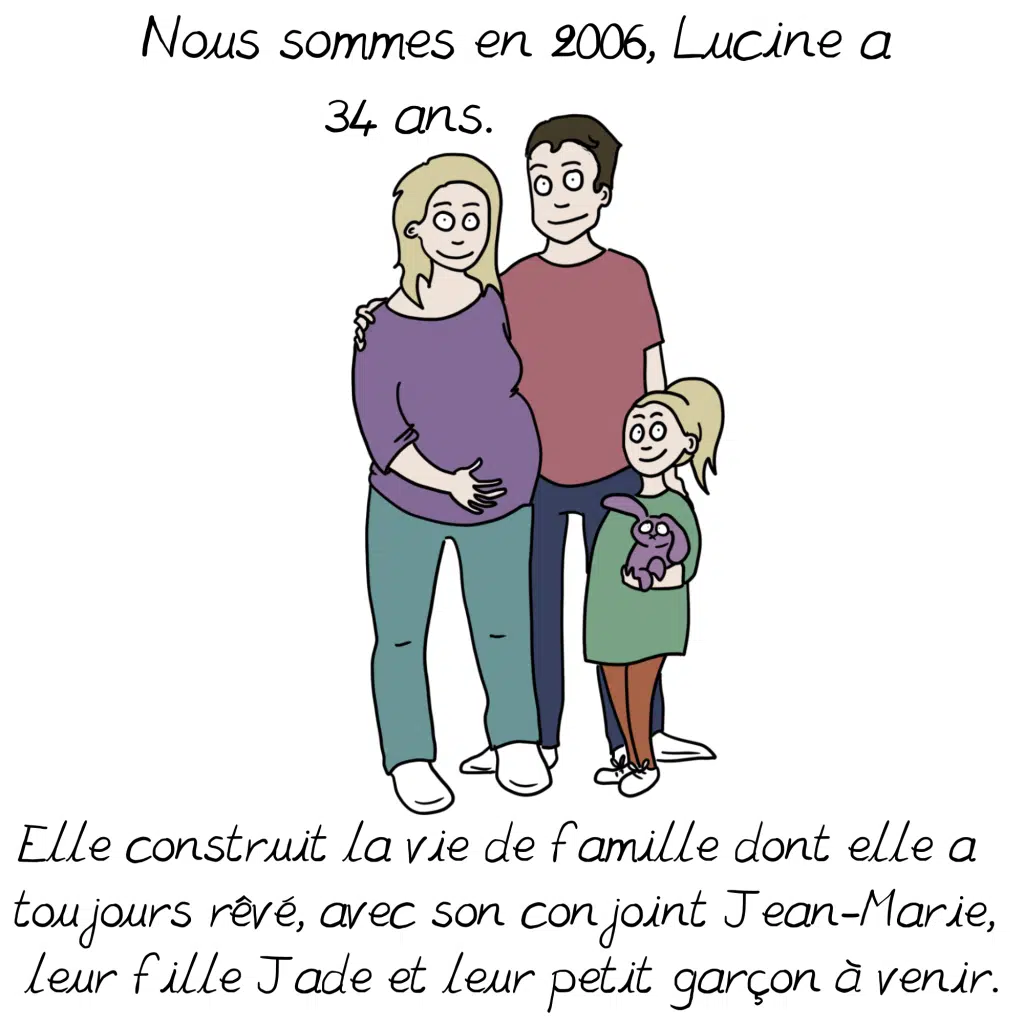 Nous sommes en 2006, Lucine a
34 ans.
Elle construit la vie de famille dont elle a
toujours rêvé, avec son conjoint Jean-Marie,
leur fille Jade et leur petit garçon à venir.